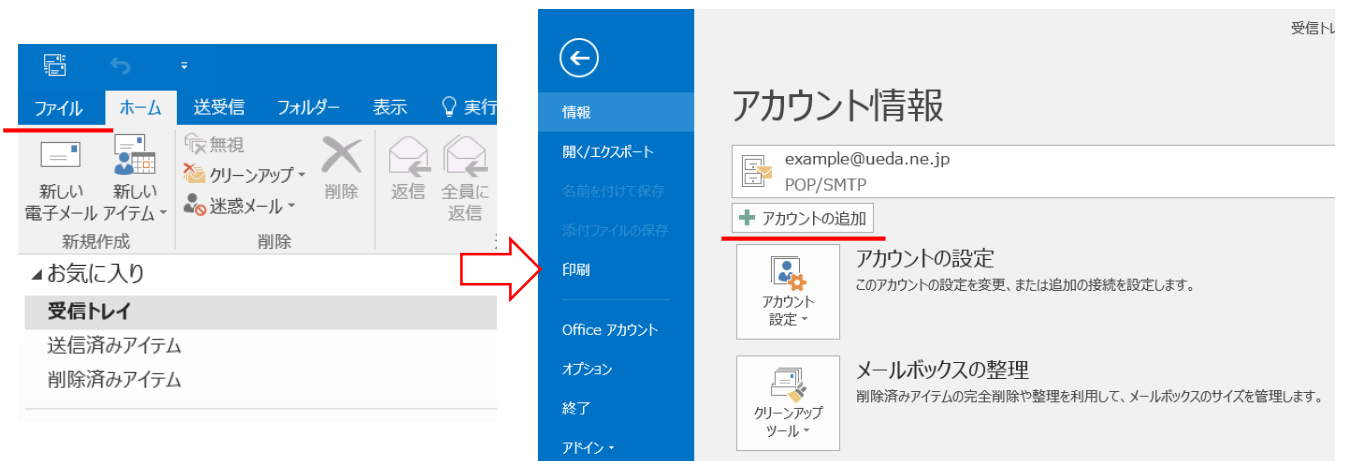 ファイル ホーム 送受信 フォルダー 表示 実行
新しい
電子メール
新しい
アイテム
無視
クリーンアップ
迷惑メール
削除
返信
全員に
返信
新規作成
削除
お気に入り
受信トレイ
送信済みアイテム
削除済みアイテム
受信トレ
情報
開く/エクスポート
名前を付けて保存
添付ファイルの保存
印刷
Office アカウント
オプション
終了
アドイン
アカウント情報
example@ueda.ne.jp
POP/SMTP
アカウントの追加
アカウント
設定
アカウントの設定
このアカウントの設定を変更、または追加の接続を設定します。
クリーンアップ
ツール
メールボックスの整理
削除済みアイテムの完全削除や整理を利用して、メールボックスのサイズを管理します。